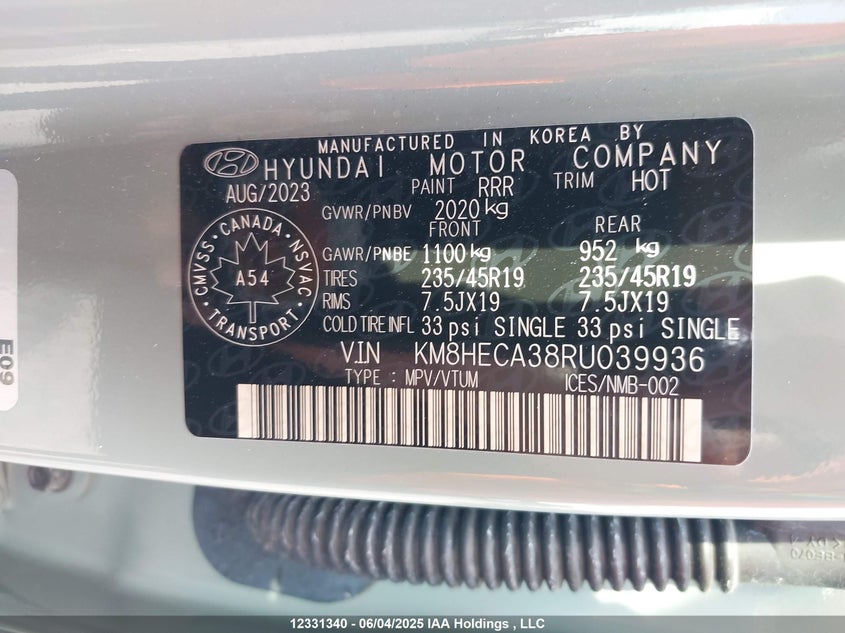 MANUFACTURED IN KOREA BY
HYUNDAI MOTOR COMPANY
AUG/2023 PAINT RRR TRIM HOT
GVWR/PNBV 2020 kg
FRONT REAR
GAWR/PNBE 1100 kg 952 kg
TIRES 235/45R19 235/45R19
RIMS 7.5JX19 7.5JX19
COLD TIRE INFL 33 psi SINGLE 33 psi SINGLE
V.I.N KM8HECA38RU039936
TYPE : MPV/VTUM ICES/NMB-002
CMVSS · CANADA · NSVAC · TRANSPORT ·
A54
E09
12331340 - 06/04/2025 IAA Holdings , LLC